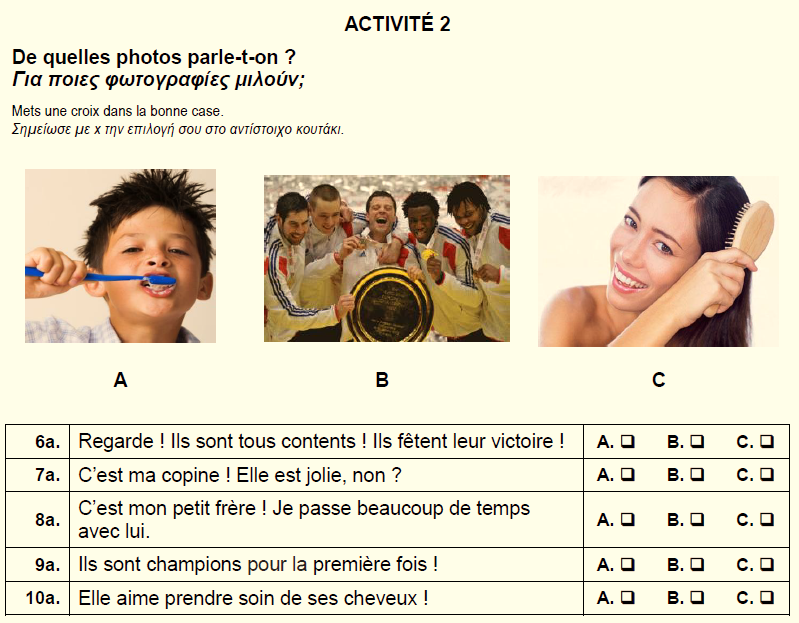 ACTIVITÉ 2
De quelles photos parle-t-on ?
Για ποιες φωτογραφίες μιλούν;
Mets une croix dans la bonne case.
Σημείωσε με x την επιλογή σου στο αντίστοιχο κουτάκι.
A B C
6a. Regarde ! Ils sont tous contents ! Ils fêtent leur victoire ! A. ❑ B. ❑ C. ❑
7a. C’est ma copine ! Elle est jolie, non ? A. ❑ B. ❑ C. ❑
8a. C’est mon petit frère ! Je passe beaucoup de temps
avec lui. A. ❑ B. ❑ C. ❑
9a. Ils sont champions pour la première fois ! A. ❑ B. ❑ C. ❑
10a. Elle aime prendre soin de ses cheveux ! A. ❑ B. ❑ C. ❑